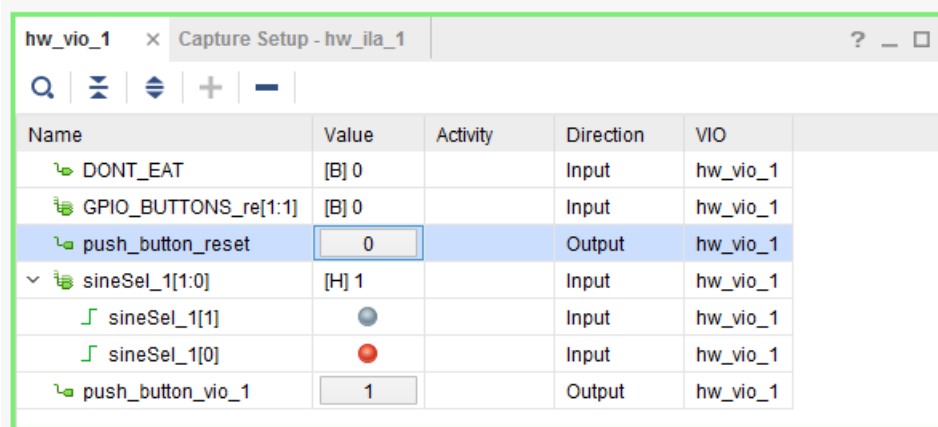 hw_vio_1 × Capture Setup - hw_ila_1 ?
Name Value Activity Direction VIO
DONT_EAT [B] 0 Input hw_vio_1
GPIO_BUTTONS_re[1:1] [B] 0 Input hw_vio_1
push_button_reset 0 Output hw_vio_1
sineSel_1[1:0] [H] 1 Input hw_vio_1
sineSel_1[1] Input hw_vio_1
sineSel_1[0] Input hw_vio_1
push_button_vio_1 1 Output hw_vio_1